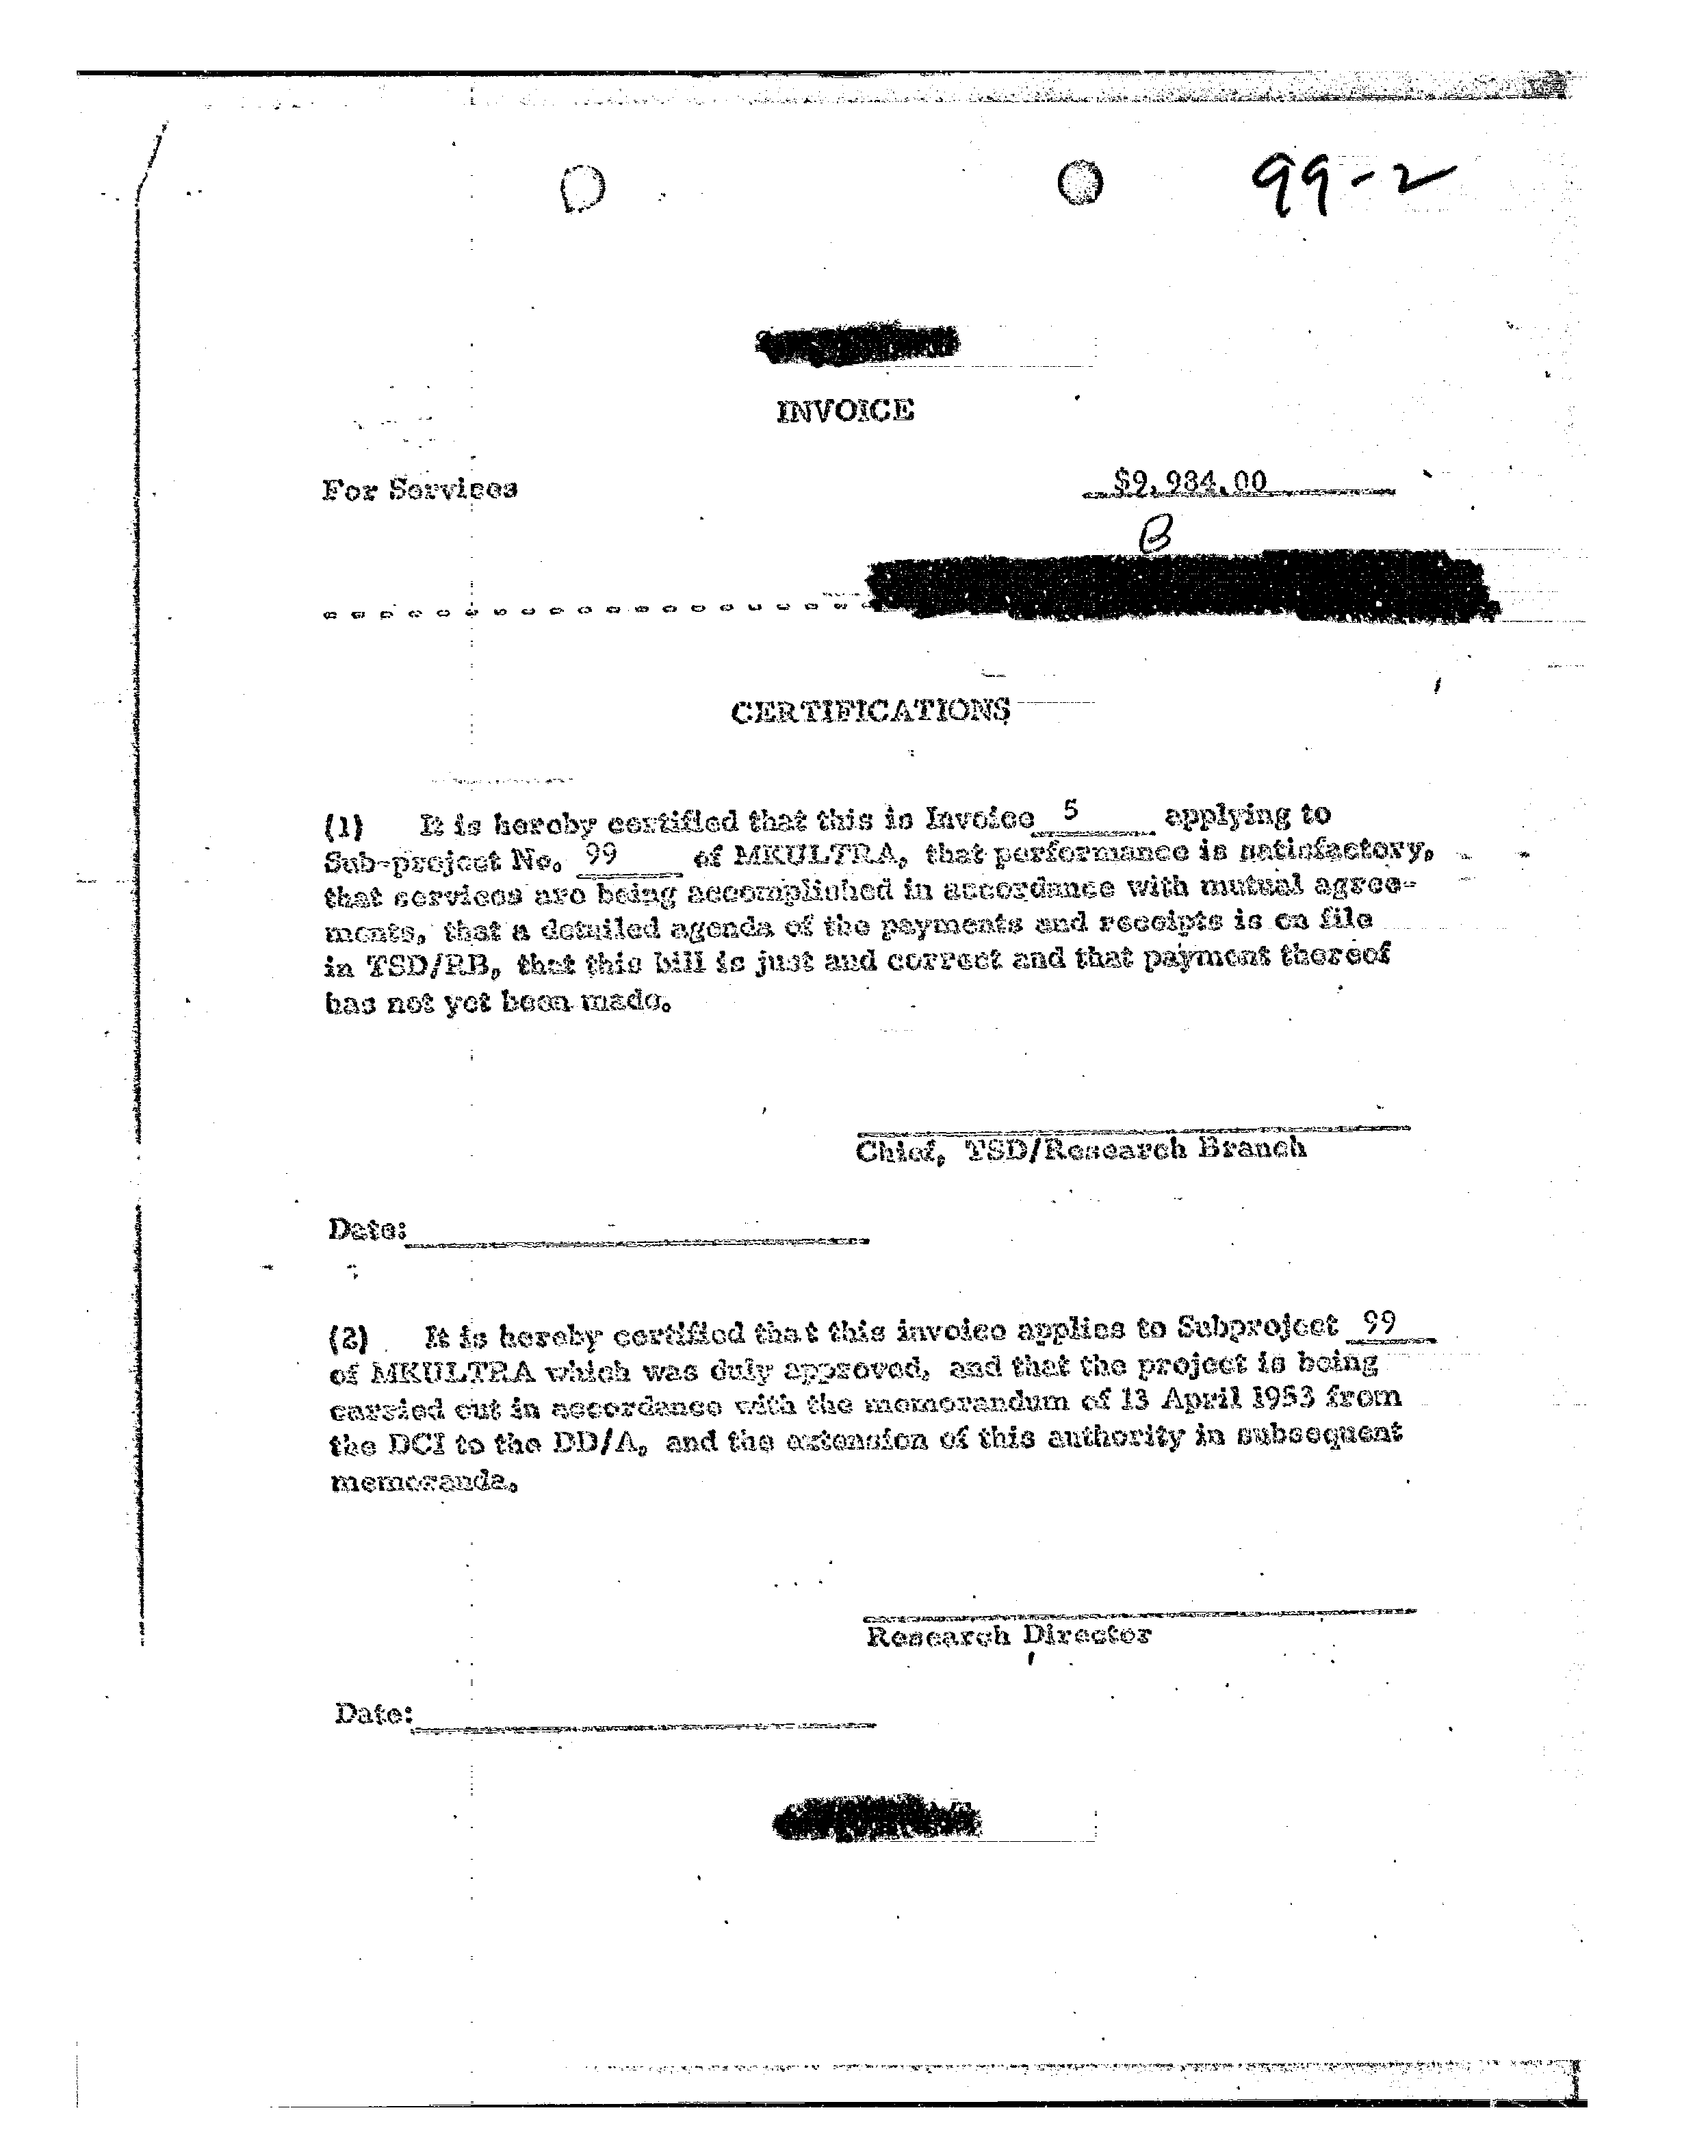 99-2
INVOICE
For Services $9,934.00
B
CERTIFICATIONS
(1) It is hereby certified that this is Invoice 5 applying to
Sub-project No. 99 of MKULTRA, that performance is satisfactory,
that services are being accomplished in accordance with mutual agree-
ments, that a detailed agenda of the payments and receipts is on file
in TSD/RB, that this bill is just and correct and that payment thereof
has not yet been made.
Chief, TSD/Research Branch
Date:
(2) It is hereby certified that this invoice applies to Subproject 99
of MKULTRA which was duly approved, and that the project is being
carried out in accordance with the memorandum of 13 April 1953 from
the DCI to the DD/A, and the extension of this authority in subsequent
memoranda.
Research Director
Date: